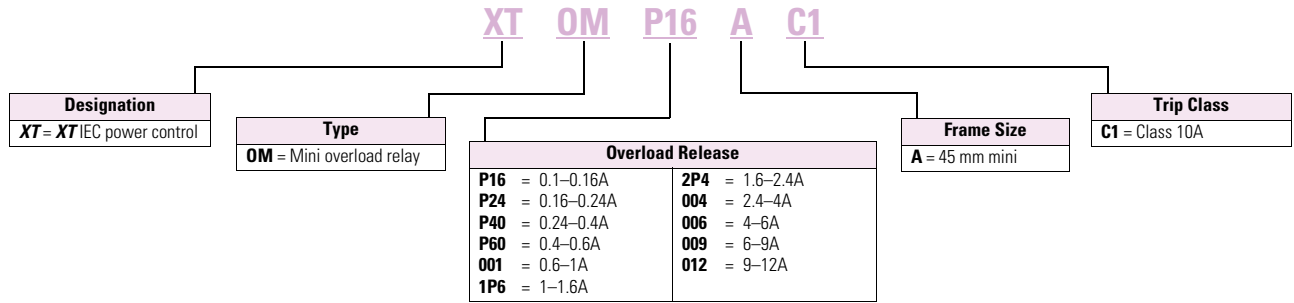 XT OM P16 A C1
Designation
XT = XT IEC power control
Type
OM = Mini overload relay
Overload Release
P16 = 0.1–0.16A
P24 = 0.16–0.24A
P40 = 0.24–0.4A
P60 = 0.4–0.6A
001 = 0.6–1A
1P6 = 1–1.6A
2P4 = 1.6–2.4A
004 = 2.4–4A
006 = 4–6A
009 = 6–9A
012 = 9–12A
Frame Size
A = 45 mm mini
Trip Class
C1 = Class 10A